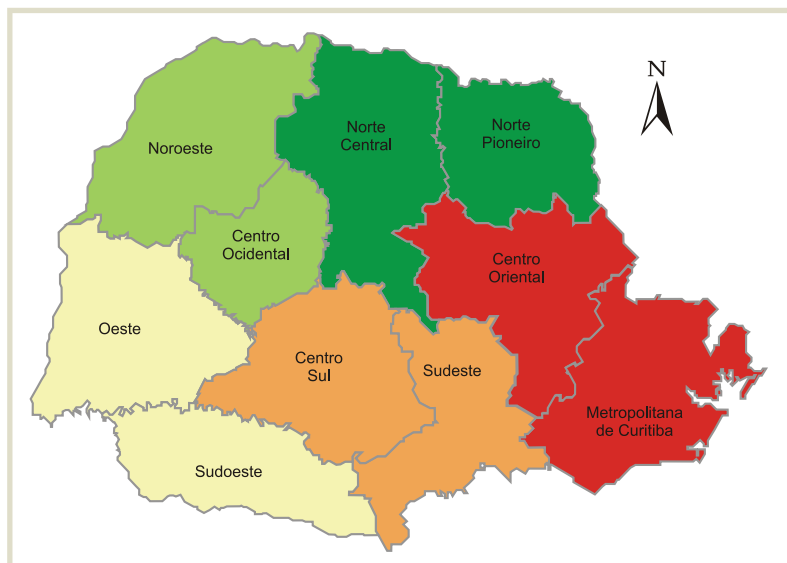 N
Norte
Central
Norte
Pioneiro
Noroeste
Centro
Ocidental
Centro
Oriental
Oeste
Centro
Sul
Sudeste
Metropolitana
de Curitiba
Sudoeste